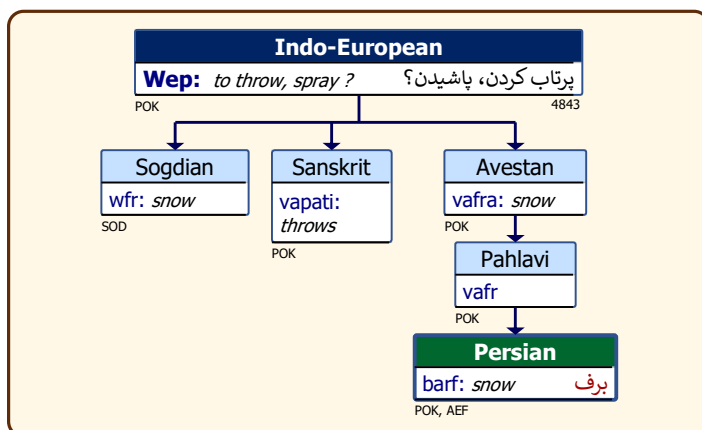 Indo-European
Wep: to throw, spray ? پرتاب کردن، پاشیدن؟
POK 4843
Sogdian
wfr: snow
SOD
Sanskrit
vapati:
throws
POK
Avestan
vafra: snow
POK
Pahlavi
vafr
POK
Persian
barf: snow برف
POK, AEF